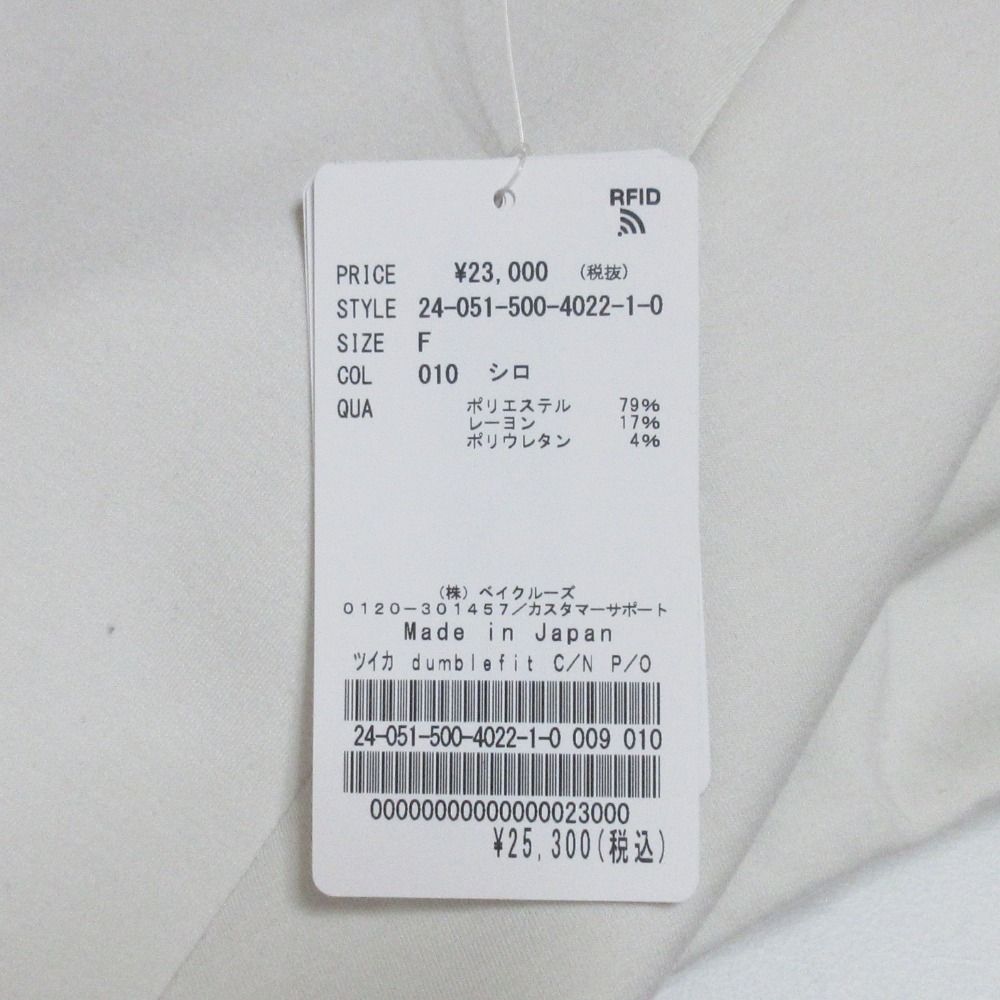 RFID
PRICE ¥23,000 (税抜)
STYLE 24-051-500-4022-1-0
SIZE F
COL 010 シロ
QUA ポリエステル 79%
レーヨン 17%
ポリウレタン 4%
(株) ベイクルーズ
0120-301457/カスタマーサポート
Made in Japan
ツイカ dumblefit C/N P/O
24-051-500-4022-1-0 009 010
00000000000000023000
¥25,300(税込)